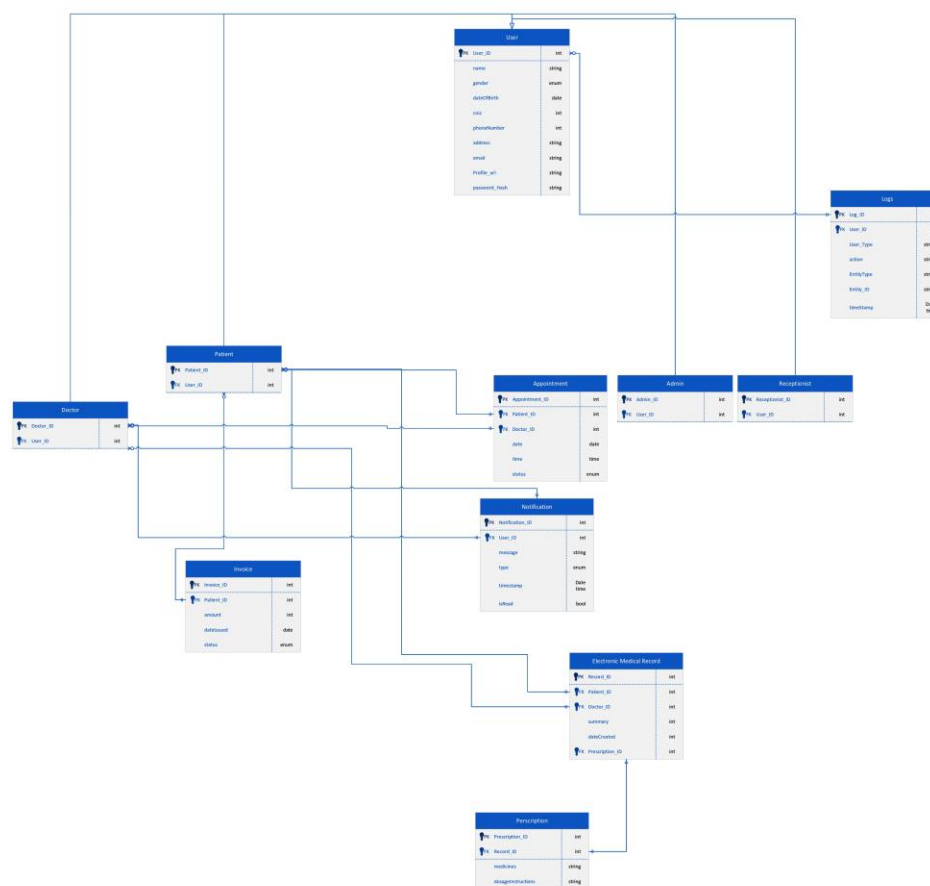 User
PK User_ID int
name string
gender enum
dateOfBirth date
int
phoneNumber int
address string
email string
Profile_url string
password_Hash string
Logs
PK Log_ID
FK User_ID
User_Type str
action str
EntityType str
Entity_ID str
timeStamp
Patient
PK Patient_ID int
FK User_ID int
Doctor
PK Doctor_ID int
FK User_ID int
Appointment
PK Appointment_ID int
FK Patient_ID int
FK Doctor_ID int
date date
time time
status enum
Admin
PK Admin_ID int
FK User_ID int
Receptionist
PK Receptionist_ID int
FK User_ID int
Notification
PK Notification_ID int
FK User_ID int
message string
type enum
timestamp Date
time
isRead bool
Invoice
PK Invoice_ID int
FK Patient_ID int
amount int
dateIssued date
status enum
Electronic Medical Record
PK Record_ID int
FK Patient_ID int
FK Doctor_ID int
summary int
dateCreated int
FK Prescription_ID int
Perscription
PK Prescription_ID int
FK Record_ID int
medicines string
dosageInstructions string